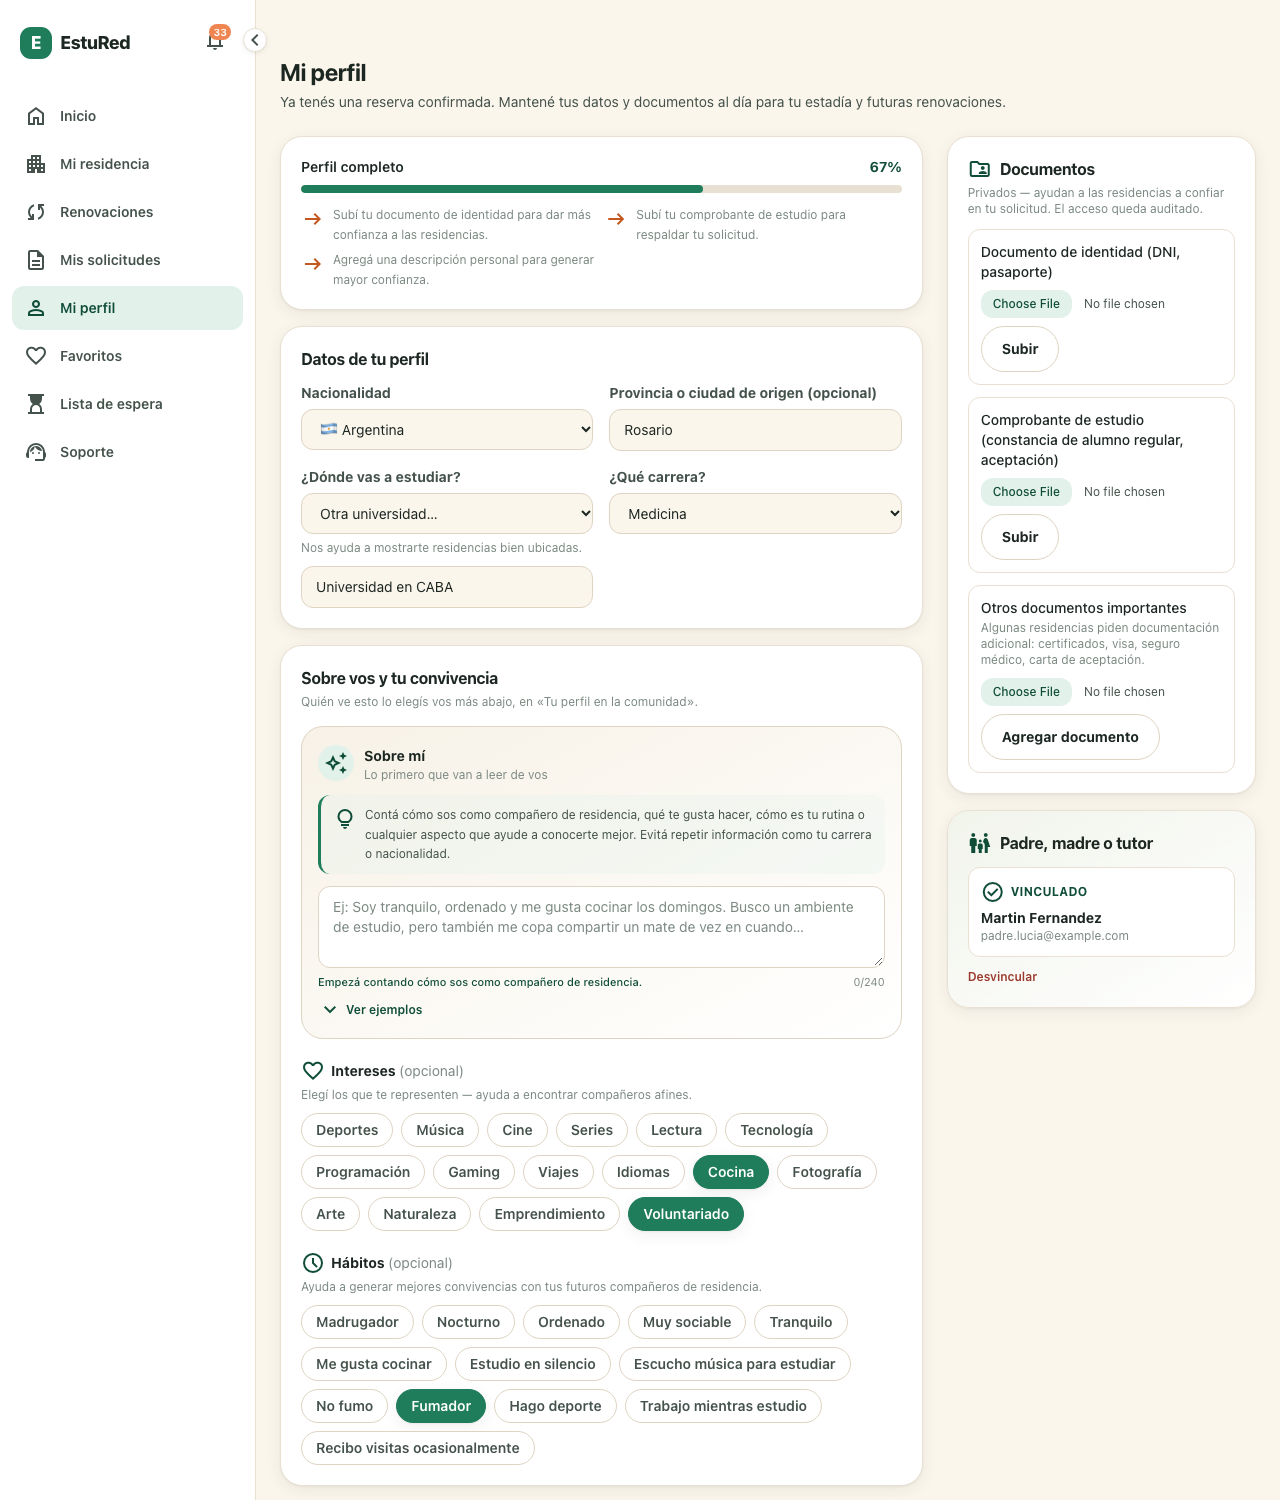 E EstuRed
33
Inicio
Mi residencia
Renovaciones
Mis solicitudes
Mi perfil
Favoritos
Lista de espera
Soporte
Mi perfil
Ya tenés una reserva confirmada. Mantené tus datos y documentos al día para tu estadía y futuras renovaciones.
Perfil completo
67%
Subí tu documento de identidad para dar más
confianza a las residencias.
Subí tu comprobante de estudio para
respaldar tu solicitud.
Agregá una descripción personal para generar
mayor confianza.
Datos de tu perfil
Nacionalidad
Argentina
Provincia o ciudad de origen (opcional)
Rosario
¿Dónde vas a estudiar?
Otra universidad...
Nos ayuda a mostrarte residencias bien ubicadas.
Universidad en CABA
¿Qué carrera?
Medicina
Sobre vos y tu convivencia
Quién ve esto lo elegís vos más abajo, en «Tu perfil en la comunidad».
Sobre mí
Lo primero que van a leer de vos
Contá cómo sos como compañero de residencia, qué te gusta hacer, cómo es tu rutina o
cualquier aspecto que ayude a conocerte mejor. Evitá repetir información como tu carrera
o nacionalidad.
Ej: Soy tranquilo, ordenado y me gusta cocinar los domingos. Busco un ambiente
de estudio, pero también me copa compartir un mate de vez en cuando...
Empezá contando cómo sos como compañero de residencia.
0/240
Ver ejemplos
Intereses (opcional)
Elegí los que te representen — ayuda a encontrar compañeros afines.
Deportes Música Cine Series Lectura Tecnología
Programación Gaming Viajes Idiomas Cocina Fotografía
Arte Naturaleza Emprendimiento Voluntariado
Hábitos (opcional)
Ayuda a generar mejores convivencias con tus futuros compañeros de residencia.
Madrugador Nocturno Ordenado Muy sociable Tranquilo
Me gusta cocinar Estudio en silencio Escucho música para estudiar
No fumo Fumador Hago deporte Trabajo mientras estudio
Recibo visitas ocasionalmente
Documentos
Privados — ayudan a las residencias a confiar
en tu solicitud. El acceso queda auditado.
Documento de identidad (DNI,
pasaporte)
Choose File No file chosen
Subir
Comprobante de estudio
(constancia de alumno regular,
aceptación)
Choose File No file chosen
Subir
Otros documentos importantes
Algunas residencias piden documentación
adicional: certificados, visa, seguro
médico, carta de aceptación.
Choose File No file chosen
Agregar documento
Padre, madre o tutor
VINCULADO
Martin Fernandez
padre.lucia@example.com
Desvincular